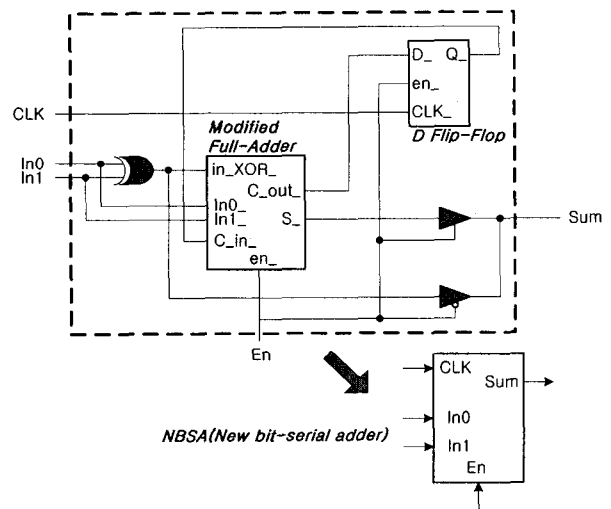 D_ Q_
en_
CLK_
D Flip-Flop
CLK
Modified
Full-Adder
In0
In1
in_XOR_
C_out_
In0_
In1_
S_
C_in_
en_
Sum
En
CLK
Sum
In0
In1
En
NBSA(New bit-serial adder)